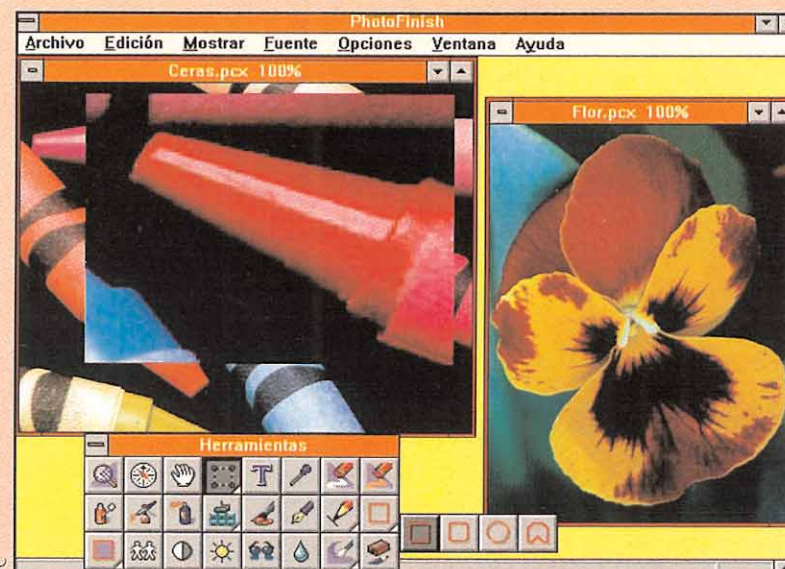 PhotoFinish
Archivo Edición Mostrar Fuente Opciones Ventana Ayuda
Ceras.pcx 100%
Flor.pcx 100%
Herramientas
T